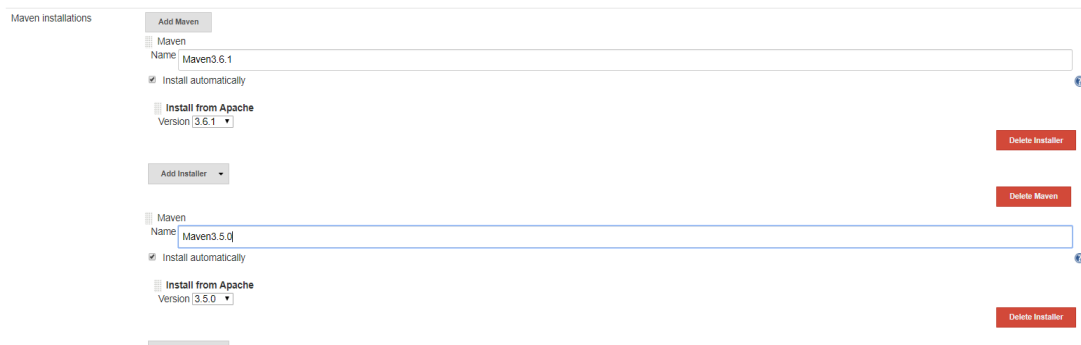 Maven installations
Add Maven
Maven
Name Maven3.6.1
Install automatically
Install from Apache
Version 3.6.1
Delete Installer
Add Installer
Delete Maven
Maven
Name Maven3.5.0
Install automatically
Install from Apache
Version 3.5.0
Delete Installer